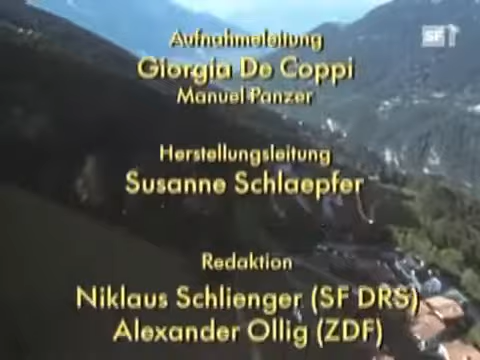 SF 1
Aufnahmeleitung
Giorgia De Coppi
Manuel Panzer
Herstellungsleitung
Susanne Schlaepfer
Redaktion
Niklaus Schlienger (SF DRS)
Alexander Ollig (ZDF)